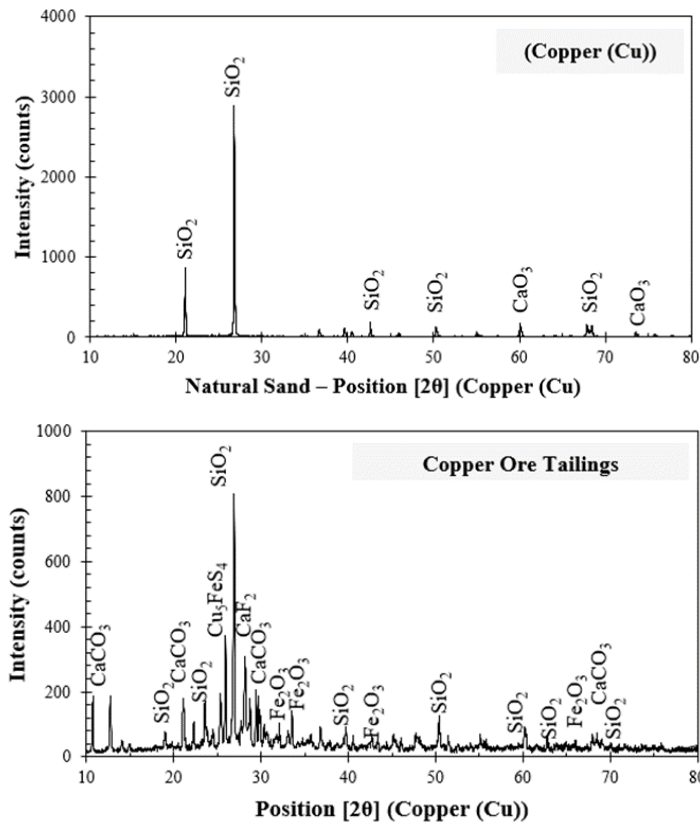 4000
(Copper (Cu))
SiO2
3000
Intensity (counts)
2000
SiO2
1000
SiO2
SiO2
CaO3
SiO2
CaO3
0
10 20 30 40 50 60 70 80
Natural Sand – Position [2θ] (Copper (Cu)
1000
Copper Ore Tailings
SiO2
800
Intensity (counts)
600
Cu5FeS4
CaF2
400
CaCO3
SiO2
CaCO3
SiO2
CaCO3
Fe2O3
Fe2O3
SiO2
Fe2O3
SiO2
SiO2
SiO2
Fe2O3
CaCO3
SiO2
200
0
10 20 30 40 50 60 70 80
Position [2θ] (Copper (Cu))